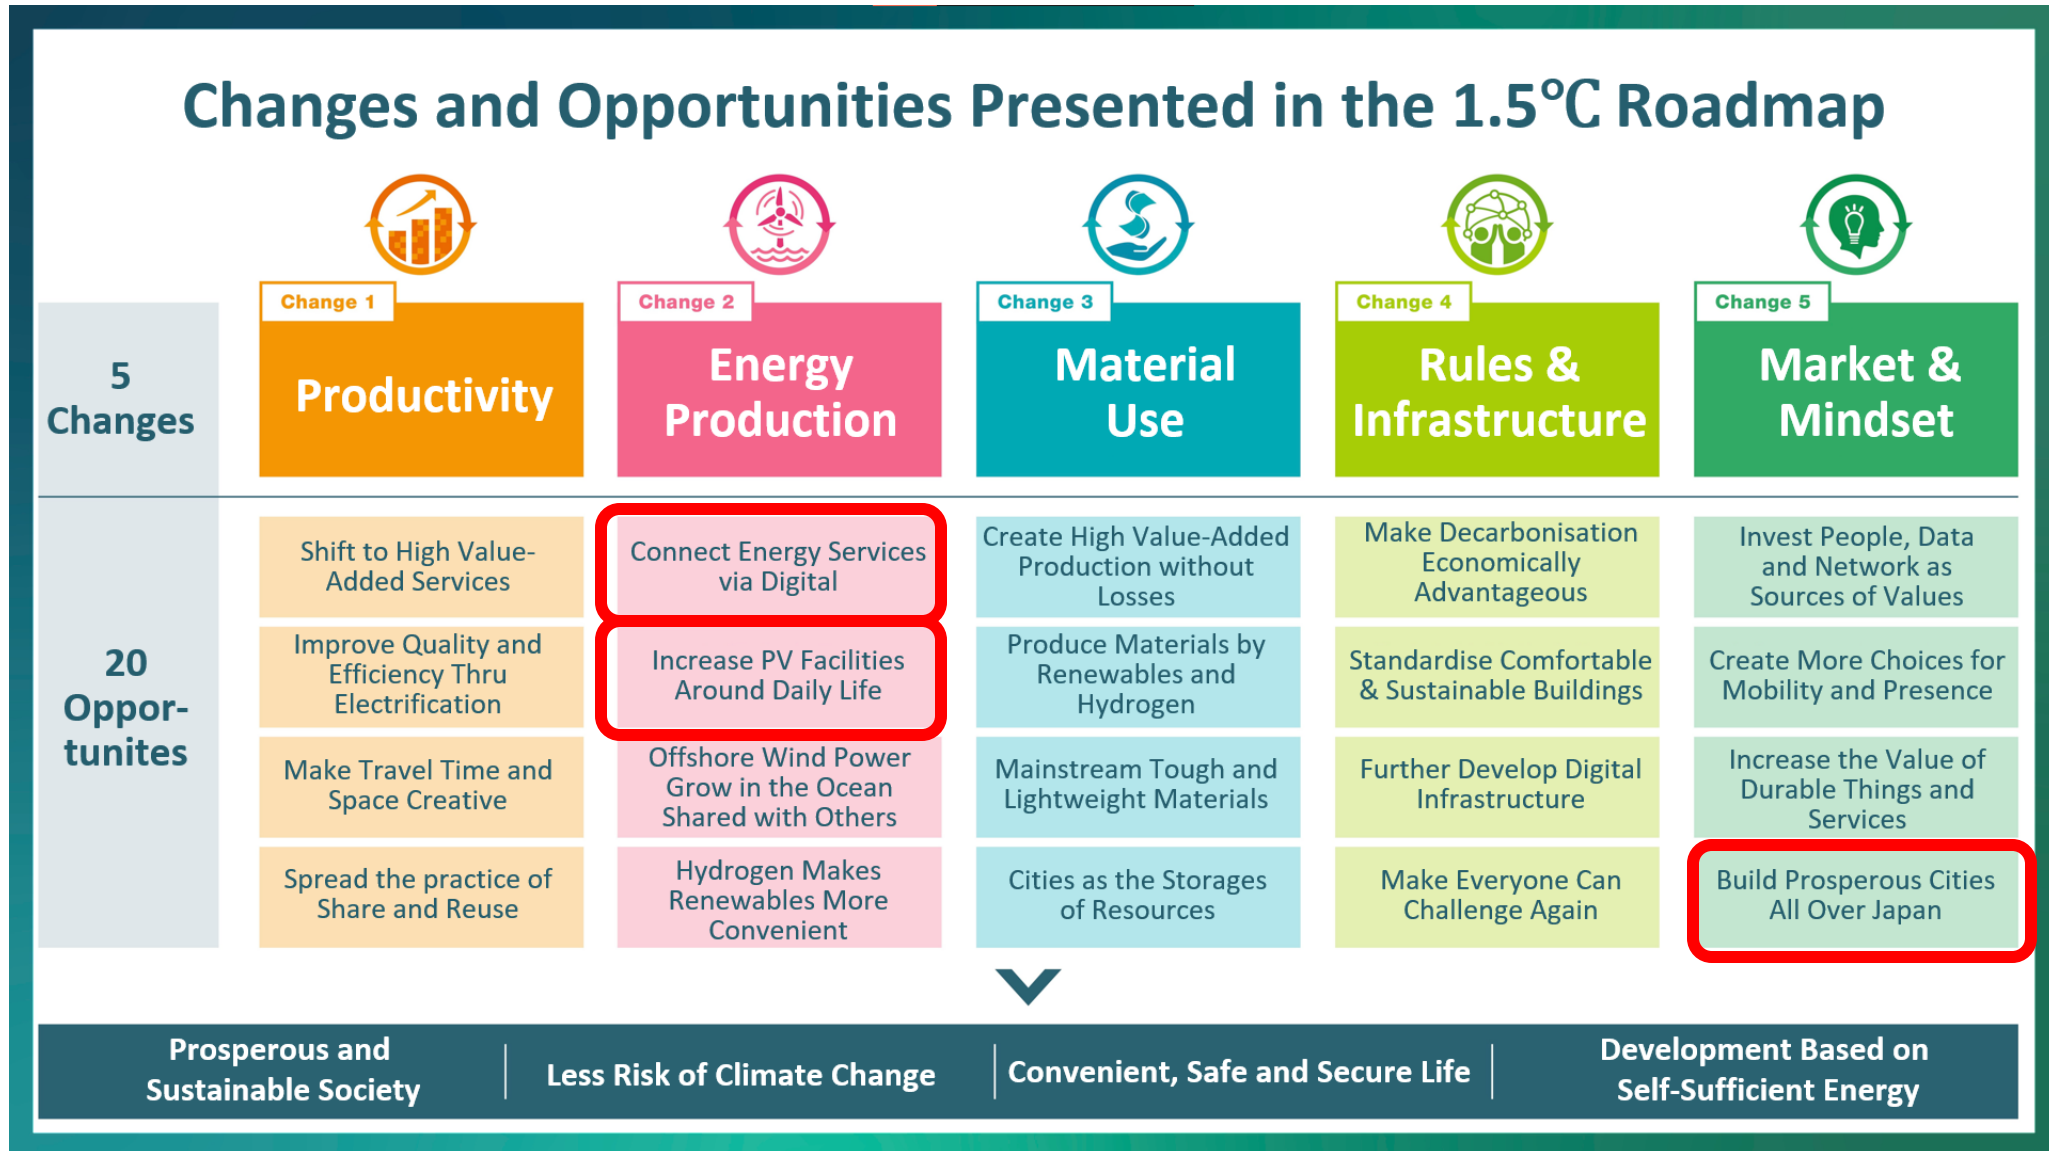 Changes and Opportunities Presented in the 1.5℃ Roadmap
5
Changes
Change 1
Productivity
Change 2
Energy
Production
Change 3
Material
Use
Change 4
Rules &
Infrastructure
Change 5
Market &
Mindset
20
Oppor-
tunites
Shift to High Value-
Added Services
Improve Quality and
Efficiency Thru
Electrification
Make Travel Time and
Space Creative
Spread the practice of
Share and Reuse
Connect Energy Services
via Digital
Increase PV Facilities
Around Daily Life
Offshore Wind Power
Grow in the Ocean
Shared with Others
Hydrogen Makes
Renewables More
Convenient
Create High Value-Added
Production without
Losses
Produce Materials by
Renewables and
Hydrogen
Mainstream Tough and
Lightweight Materials
Cities as the Storages
of Resources
Make Decarbonisation
Economically
Advantageous
Standardise Comfortable
& Sustainable Buildings
Further Develop Digital
Infrastructure
Make Everyone Can
Challenge Again
Invest People, Data
and Network as
Sources of Values
Create More Choices for
Mobility and Presence
Increase the Value of
Durable Things and
Services
Build Prosperous Cities
All Over Japan
Prosperous and
Sustainable Society
Less Risk of Climate Change
Convenient, Safe and Secure Life
Development Based on
Self-Sufficient Energy